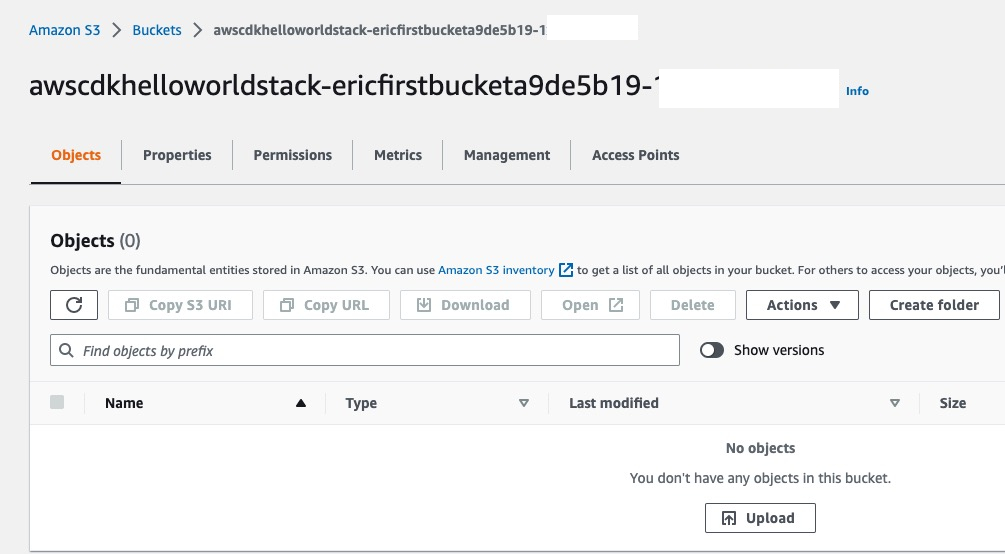 Amazon S3 > Buckets > awscdkhelloworldstack-ericfirstbucketa9de5b19-1
awscdkhelloworldstack-ericfirstbucketa9de5b19- Info
Objects Properties Permissions Metrics Management Access Points
Objects (0)
Objects are the fundamental entities stored in Amazon S3. You can use Amazon S3 inventory to get a list of all objects in your bucket. For others to access your objects, you'l
Copy S3 URI Copy URL Download Open Delete Actions Create folder
Find objects by prefix Show versions
Name Type Last modified Size
No objects
You don't have any objects in this bucket.
Upload